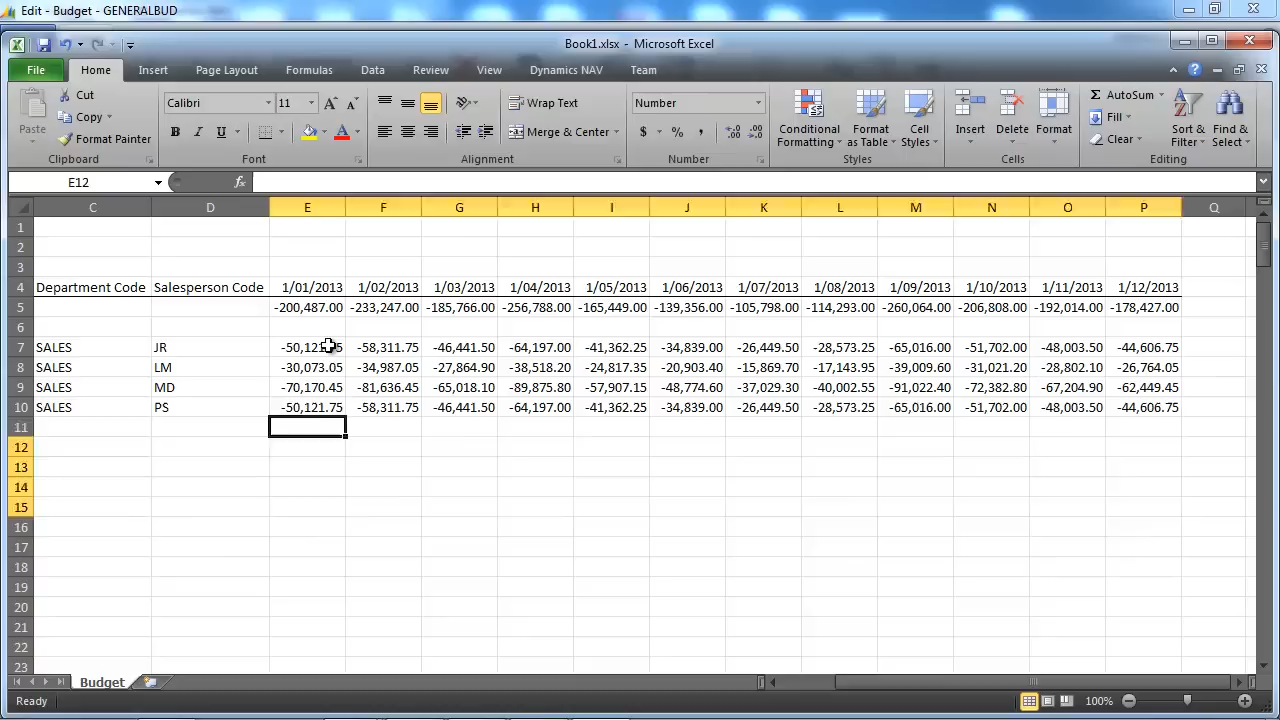 Edit - Budget - GENERALBUD
Book1.xlsx - Microsoft Excel
File Home Insert Page Layout Formulas Data Review View Dynamics NAV Team
Paste Cut Copy Format Painter Clipboard
Calibri 11 B I U A Font
Wrap Text Merge & Center Alignment
Number $ % , Number
Conditional Formatting Format as Table Cell Styles Styles
Insert Delete Format Cells
AutoSum Fill Clear Sort & Filter Find & Select Editing
E12 fx
C D E F G H I J K L M N O P Q
1
2
3
4 Department Code Salesperson Code 1/01/2013 1/02/2013 1/03/2013 1/04/2013 1/05/2013 1/06/2013 1/07/2013 1/08/2013 1/09/2013 1/10/2013 1/11/2013 1/12/2013
5 -200,487.00 -233,247.00 -185,766.00 -256,788.00 -165,449.00 -139,356.00 -105,798.00 -114,293.00 -260,064.00 -206,808.00 -192,014.00 -178,427.00
6
7 SALES JR -50,121.75 -58,311.75 -46,441.50 -64,197.00 -41,362.25 -34,839.00 -26,449.50 -28,573.25 -65,016.00 -51,702.00 -48,003.50 -44,606.75
8 SALES LM -30,073.05 -34,987.05 -27,864.90 -38,518.20 -24,817.35 -20,903.40 -15,869.70 -17,143.95 -39,009.60 -31,021.20 -28,802.10 -26,764.05
9 SALES MD -70,170.45 -81,636.45 -65,018.10 -89,875.80 -57,907.15 -48,774.60 -37,029.30 -40,002.55 -91,022.40 -72,382.80 -67,204.90 -62,449.45
10 SALES PS -50,121.75 -58,311.75 -46,441.50 -64,197.00 -41,362.25 -34,839.00 -26,449.50 -28,573.25 -65,016.00 -51,702.00 -48,003.50 -44,606.75
11
12
13
14
15
16
17
18
19
20
21
22
23
Budget
Ready 100%